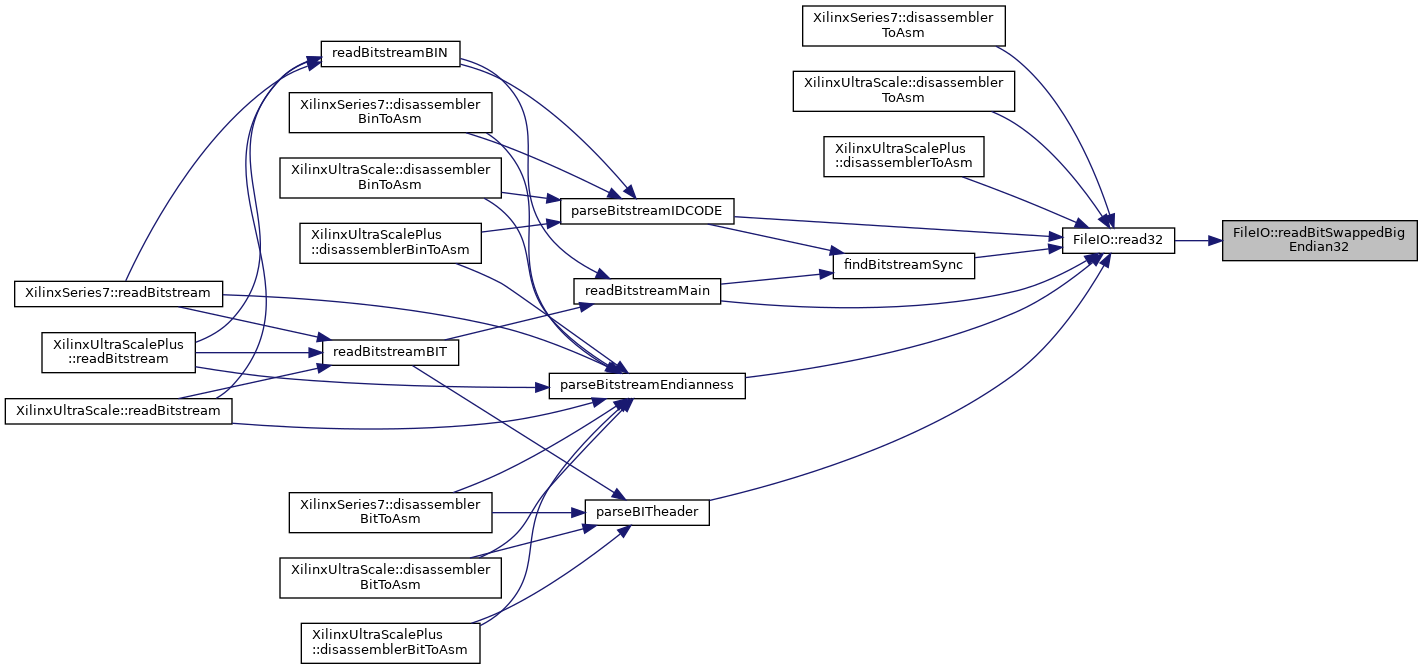 XilinxSeries7::disassembler
ToAsm
readBitstreamBIN
XilinxUltraScale::disassembler
ToAsm
XilinxSeries7::disassembler
BinToAsm
XilinxUltraScalePlus
::disassemblerToAsm
XilinxUltraScale::disassembler
BinToAsm
parseBitstreamIDCODE
XilinxUltraScalePlus
::disassemblerBinToAsm
FileIO::read32
FileIO::readBitSwappedBig
Endian32
findBitstreamSync
XilinxSeries7::readBitstream
readBitstreamMain
XilinxUltraScalePlus
::readBitstream
readBitstreamBIT
parseBitstreamEndianness
XilinxUltraScale::readBitstream
XilinxSeries7::disassembler
BitToAsm
parseBITheader
XilinxUltraScale::disassembler
BitToAsm
XilinxUltraScalePlus
::disassemblerBitToAsm